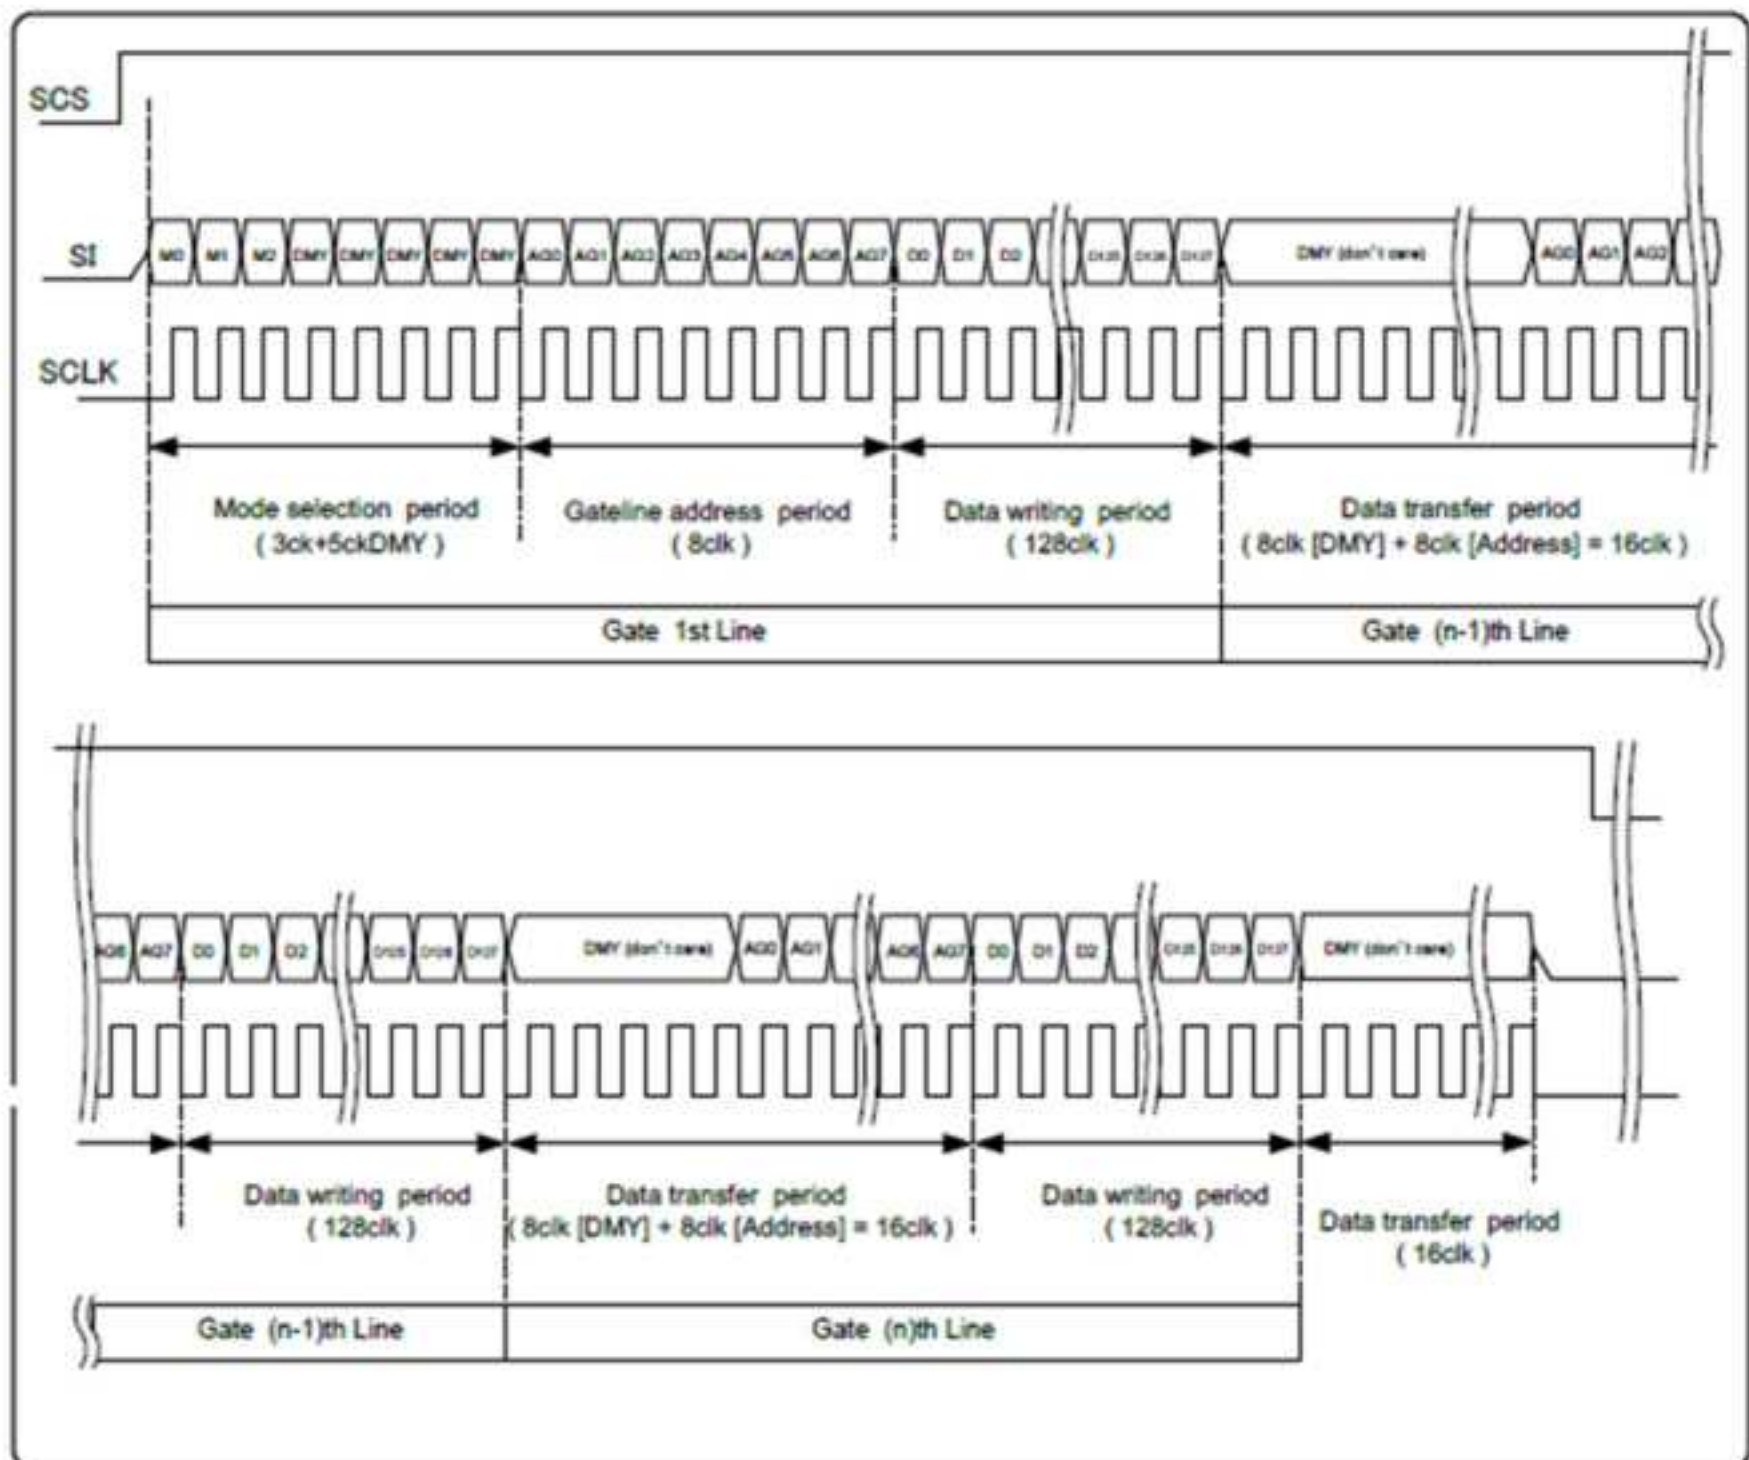 SCS
SI M0 M1 M2 DMY DMY DMY DMY DMY AG0 AG1 AG2 AG3 AG4 AG5 AG6 AG7 D0 D1 D2 D125 D126 D127 DMY (don't care) AG0 AG1 AG2
SCLK
Mode selection period Gateline address period Data writing period Data transfer period
( 3ck+5ckDMY ) ( 8clk ) ( 128clk ) ( 8clk [DMY] + 8clk [Address] = 16clk )
Gate 1st Line Gate (n-1)th Line
AG6 AG7 D0 D1 D2 D125 D126 D127 DMY (don't care) AG0 AG1 AG6 AG7 D0 D1 D2 D125 D126 D127 DMY (don't care)
Data writing period Data transfer period Data writing period Data transfer period
( 128clk ) ( 8clk [DMY] + 8clk [Address] = 16clk ) ( 128clk ) ( 16clk )
Gate (n-1)th Line Gate (n)th Line